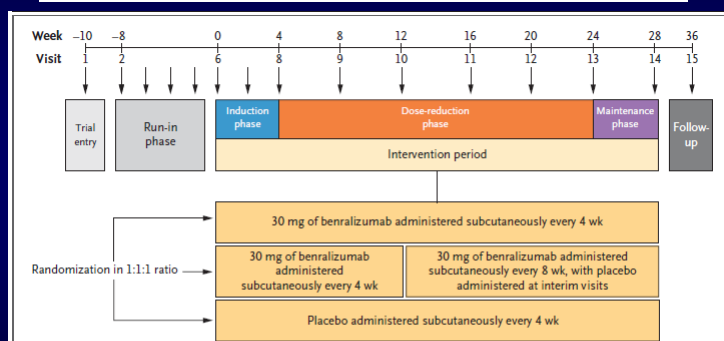 Week −10 −8 0 4 8 12 16 20 24 28 36
Visit 1 2 6 8 9 10 11 12 13 14 15
Trial
entry
Run-in
phase
Induction
phase
Dose-reduction
phase
Maintenance
phase
Follow-
up
Intervention period
30 mg of benralizumab administered subcutaneously every 4 wk
Randomization in 1:1:1 ratio
30 mg of benralizumab
administered
subcutaneously every 4 wk
30 mg of benralizumab administered
subcutaneously every 8 wk, with placebo
administered at interim visits
Placebo administered subcutaneously every 4 wk